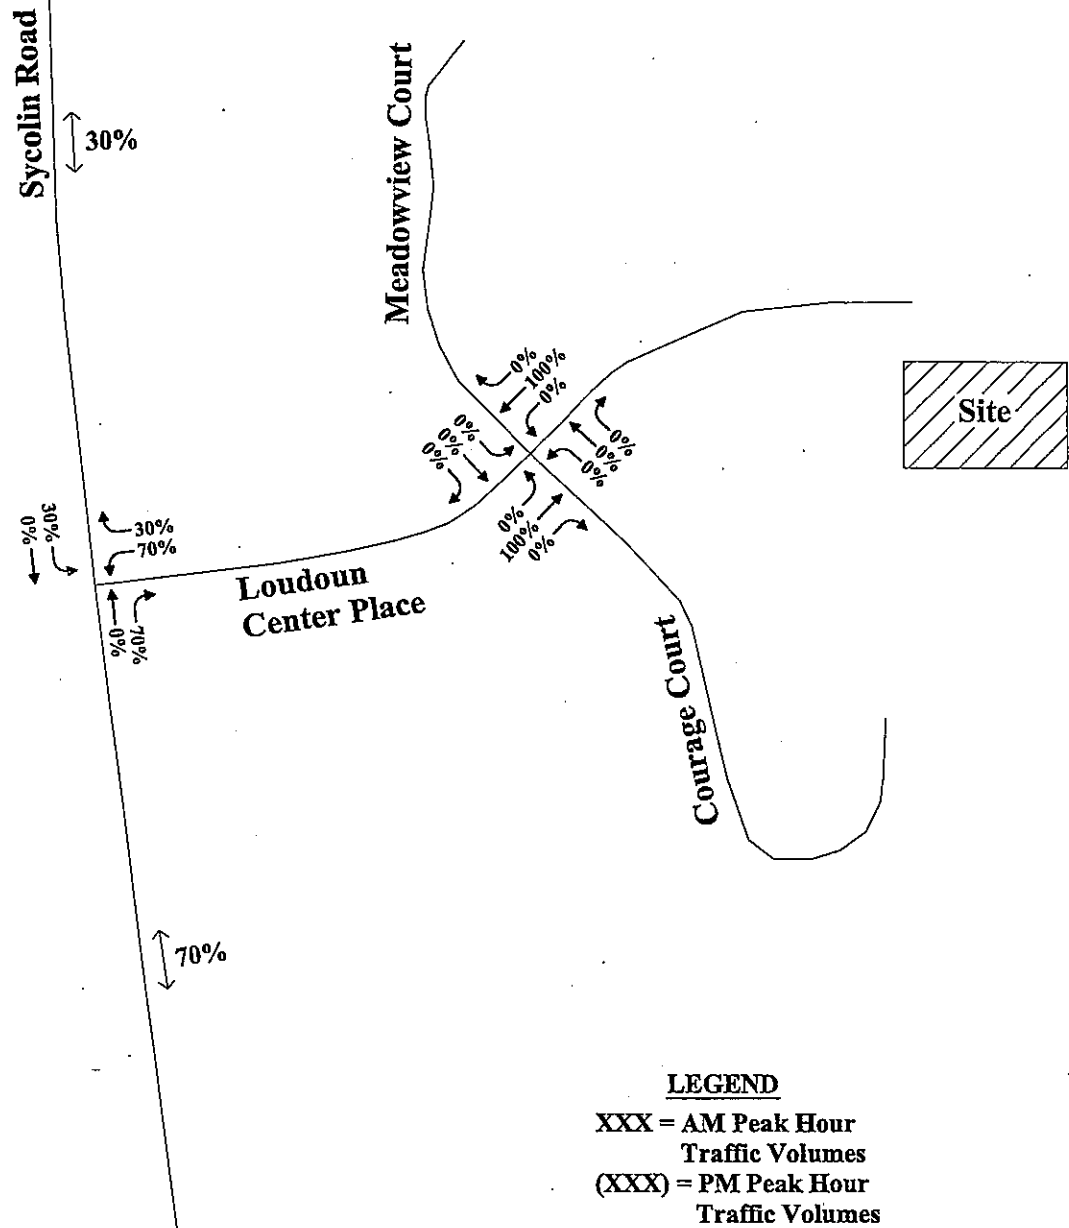 Sycolin Road
30%
Meadowview Court
0%
100%
0%
0%
0%
0%
0%
0%
0%
0%
100%
0%
Site
30%
0%
30%
70%
70%
0%
Loudoun
Center Place
Courage Court
70%
LEGEND
XXX = AM Peak Hour
Traffic Volumes
(XXX) = PM Peak Hour
Traffic Volumes